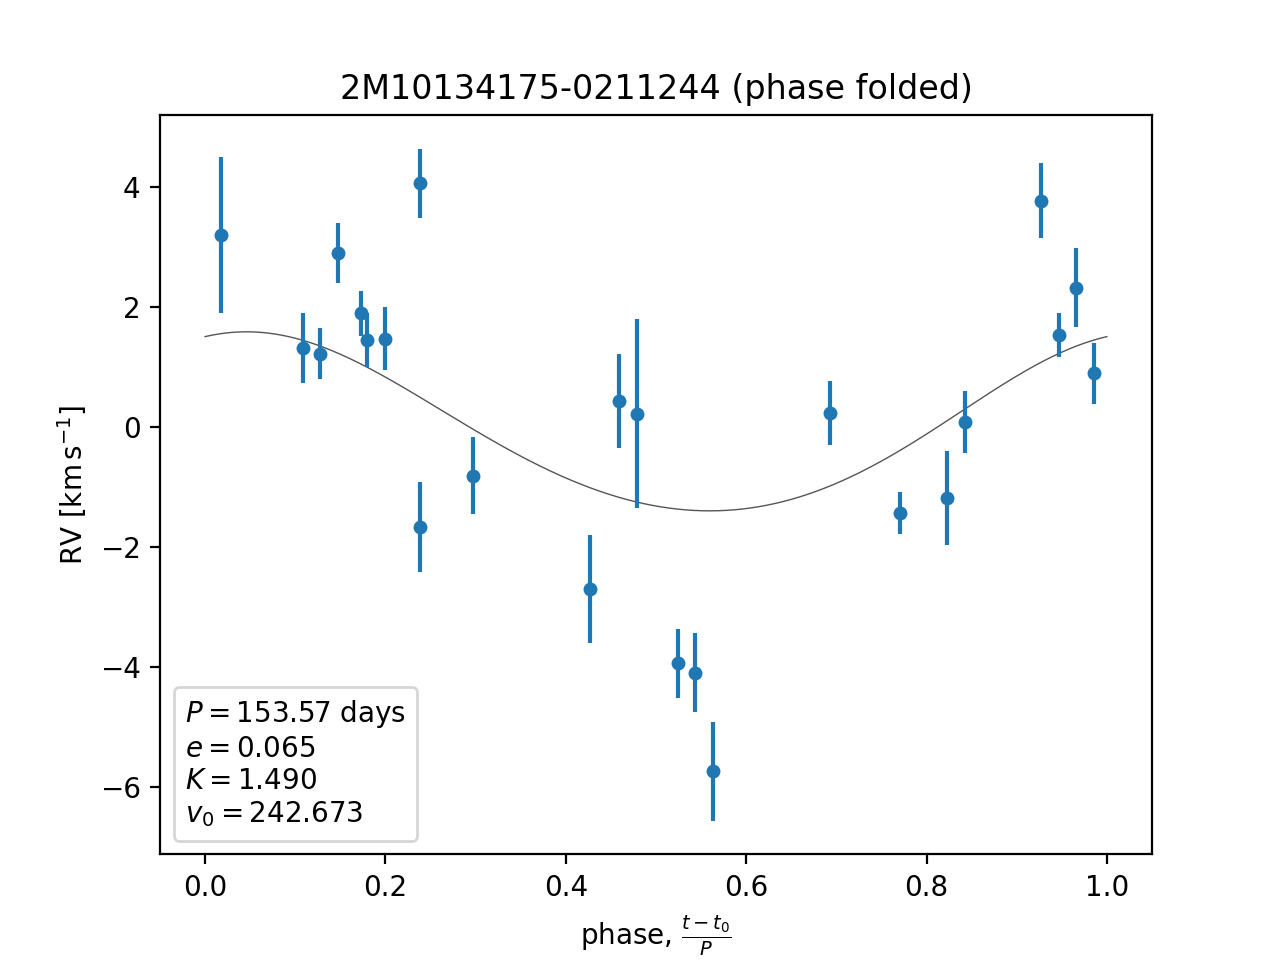 2M10134175-0211244 (phase folded)
RV [km s⁻¹]
4
2
0
−2
−4
−6
P = 153.57 days
e = 0.065
K = 1.490
v₀ = 242.673
0.0 0.2 0.4 0.6 0.8 1.0
phase, (t − t₀)/P